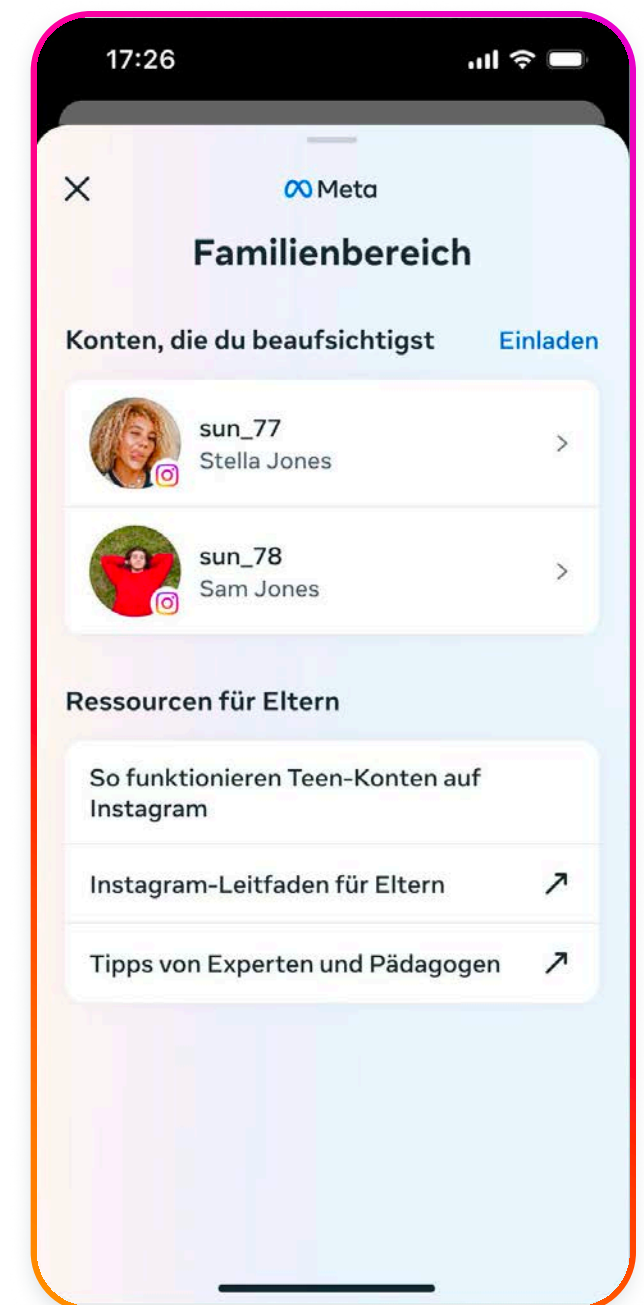 17:26
Meta
Familienbereich
Konten, die du beaufsichtigst Einladen
sun_77
Stella Jones
sun_78
Sam Jones
Ressourcen für Eltern
So funktionieren Teen-Konten auf
Instagram
Instagram-Leitfaden für Eltern
Tipps von Experten und Pädagogen